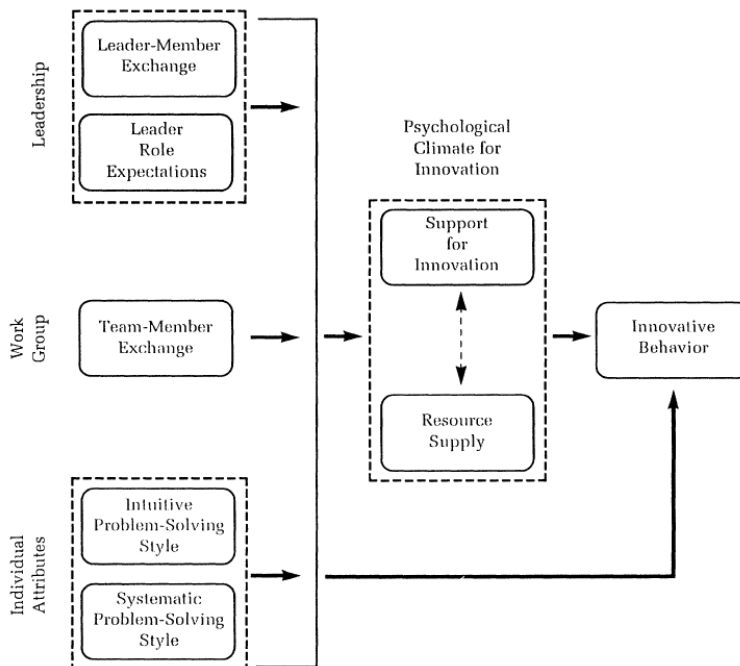 Leadership
Leader-Member
Exchange
Leader
Role
Expectations
Psychological
Climate for
Innovation
Support
for
Innovation
Work
Group
Team-Member
Exchange
Innovative
Behavior
Resource
Supply
Individual
Attributes
Intuitive
Problem-Solving
Style
Systematic
Problem-Solving
Style